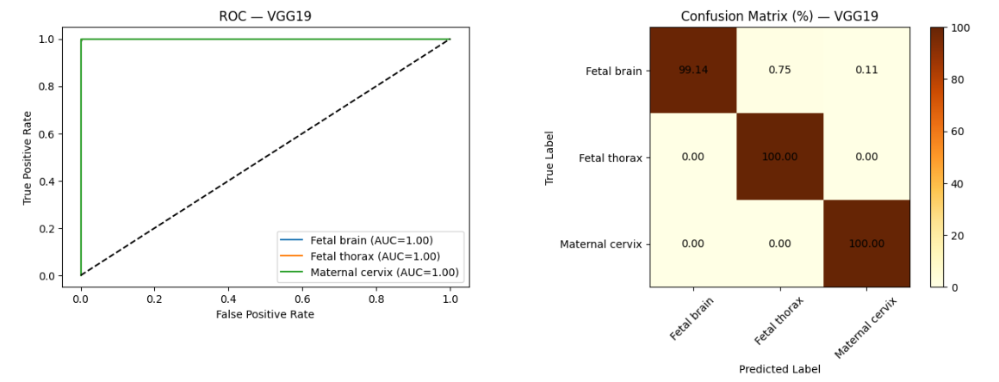 ROC — VGG19
True Positive Rate
1.0
0.8
0.6
0.4
0.2
0.0
0.0 0.2 0.4 0.6 0.8 1.0
False Positive Rate
Fetal brain (AUC=1.00)
Fetal thorax (AUC=1.00)
Maternal cervix (AUC=1.00)
Confusion Matrix (%) — VGG19
True Label
Fetal brain 99.14 0.75 0.11
Fetal thorax 0.00 100.00 0.00
Maternal cervix 0.00 0.00 100.00
Fetal brain
Fetal thorax
Maternal cervix
Predicted Label
100
80
60
40
20
0